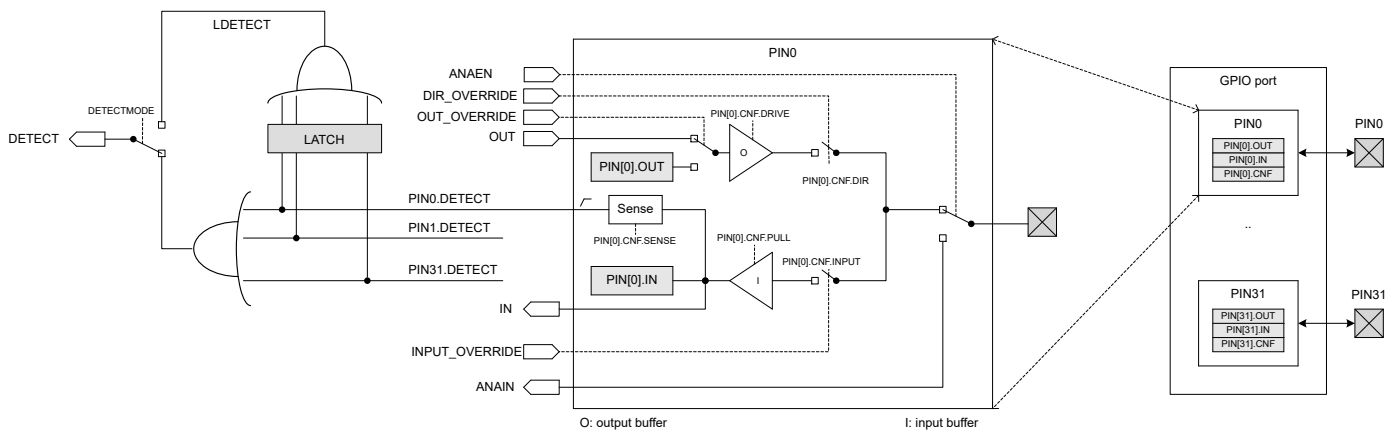 LDETECT
DETECTMODE
DETECT
LATCH
PIN0.DETECT
PIN1.DETECT
PIN31.DETECT
PIN0
ANAEN
DIR_OVERRIDE
OUT_OVERRIDE
OUT
PIN[0].CNF.DRIVE
O
PIN[0].OUT
PIN[0].CNF.DIR
Sense
PIN[0].CNF.SENSE
PIN[0].CNF.PULL
PIN[0].CNF.INPUT
PIN[0].IN
I
IN
INPUT_OVERRIDE
ANAIN
O: output buffer
I: input buffer
GPIO port
PIN0
PIN[0].OUT
PIN[0].IN
PIN[0].CNF
PIN0
..
PIN31
PIN[31].OUT
PIN[31].IN
PIN[31].CNF
PIN31